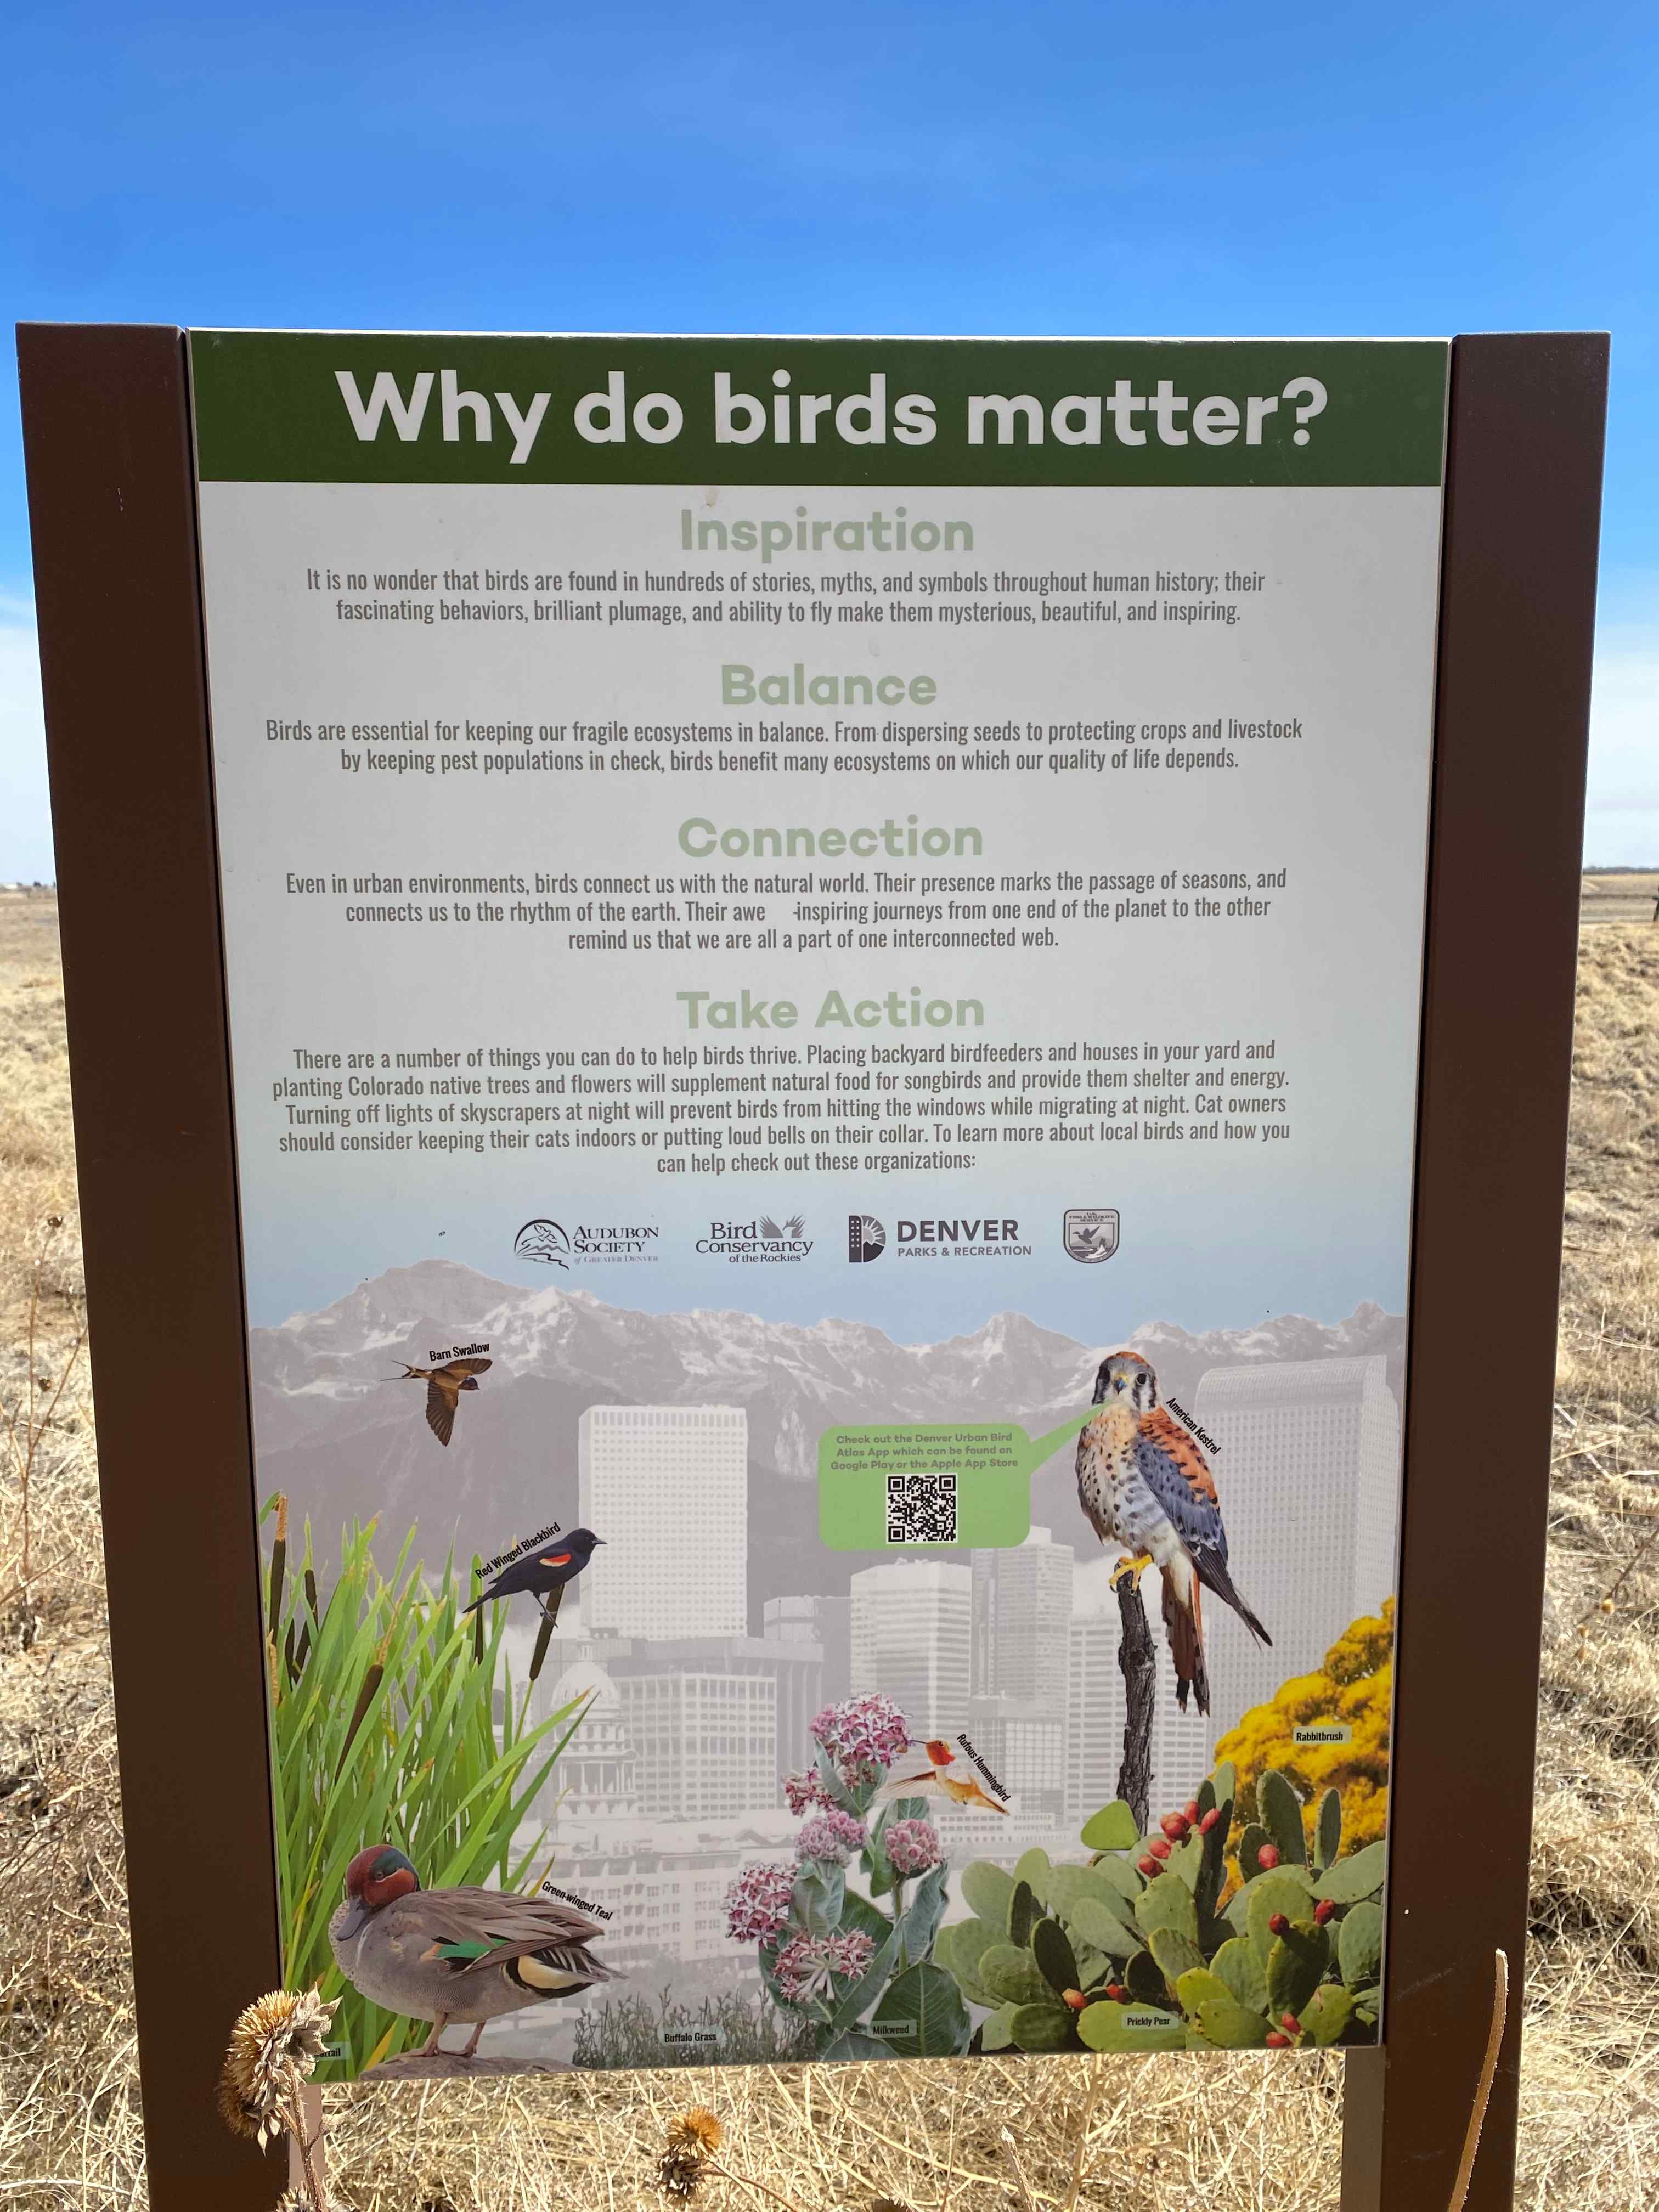 Why do birds matter?
Inspiration
It is no wonder that birds are found in hundreds of stories, myths, and symbols throughout human history; their
fascinating behaviors, brilliant plumage, and ability to fly make them mysterious, beautiful, and inspiring.
Balance
Birds are essential for keeping our fragile ecosystems in balance. From dispersing seeds to protecting crops and livestock
by keeping pest populations in check, birds benefit many ecosystems on which our quality of life depends.
Connection
Even in urban environments, birds connect us with the natural world. Their presence marks the passage of seasons, and
connects us to the rhythm of the earth. Their awe -inspiring journeys from one end of the planet to the other
remind us that we are all a part of one interconnected web.
Take Action
There are a number of things you can do to help birds thrive. Placing backyard birdfeeders and houses in your yard and
planting Colorado native trees and flowers will supplement natural food for songbirds and provide them shelter and energy.
Turning off lights of skyscrapers at night will prevent birds from hitting the windows while migrating at night. Cat owners
should consider keeping their cats indoors or putting loud bells on their collar. To learn more about local birds and how you
can help check out these organizations:
AUDUBON
SOCIETY
of GREATER DENVER
Bird
Conservancy
of the Rockies
DENVER
PARKS & RECREATION
Barn Swallow
American Kestrel
Check out the Denver Urban Bird
Atlas App which can be found on
Google Play or the Apple App Store
Red Winged Blackbird
Rabbitbrush
Rufous Hummingbird
Green-winged Teal
Prickly Pear
Milkweed
Buffalo Grass